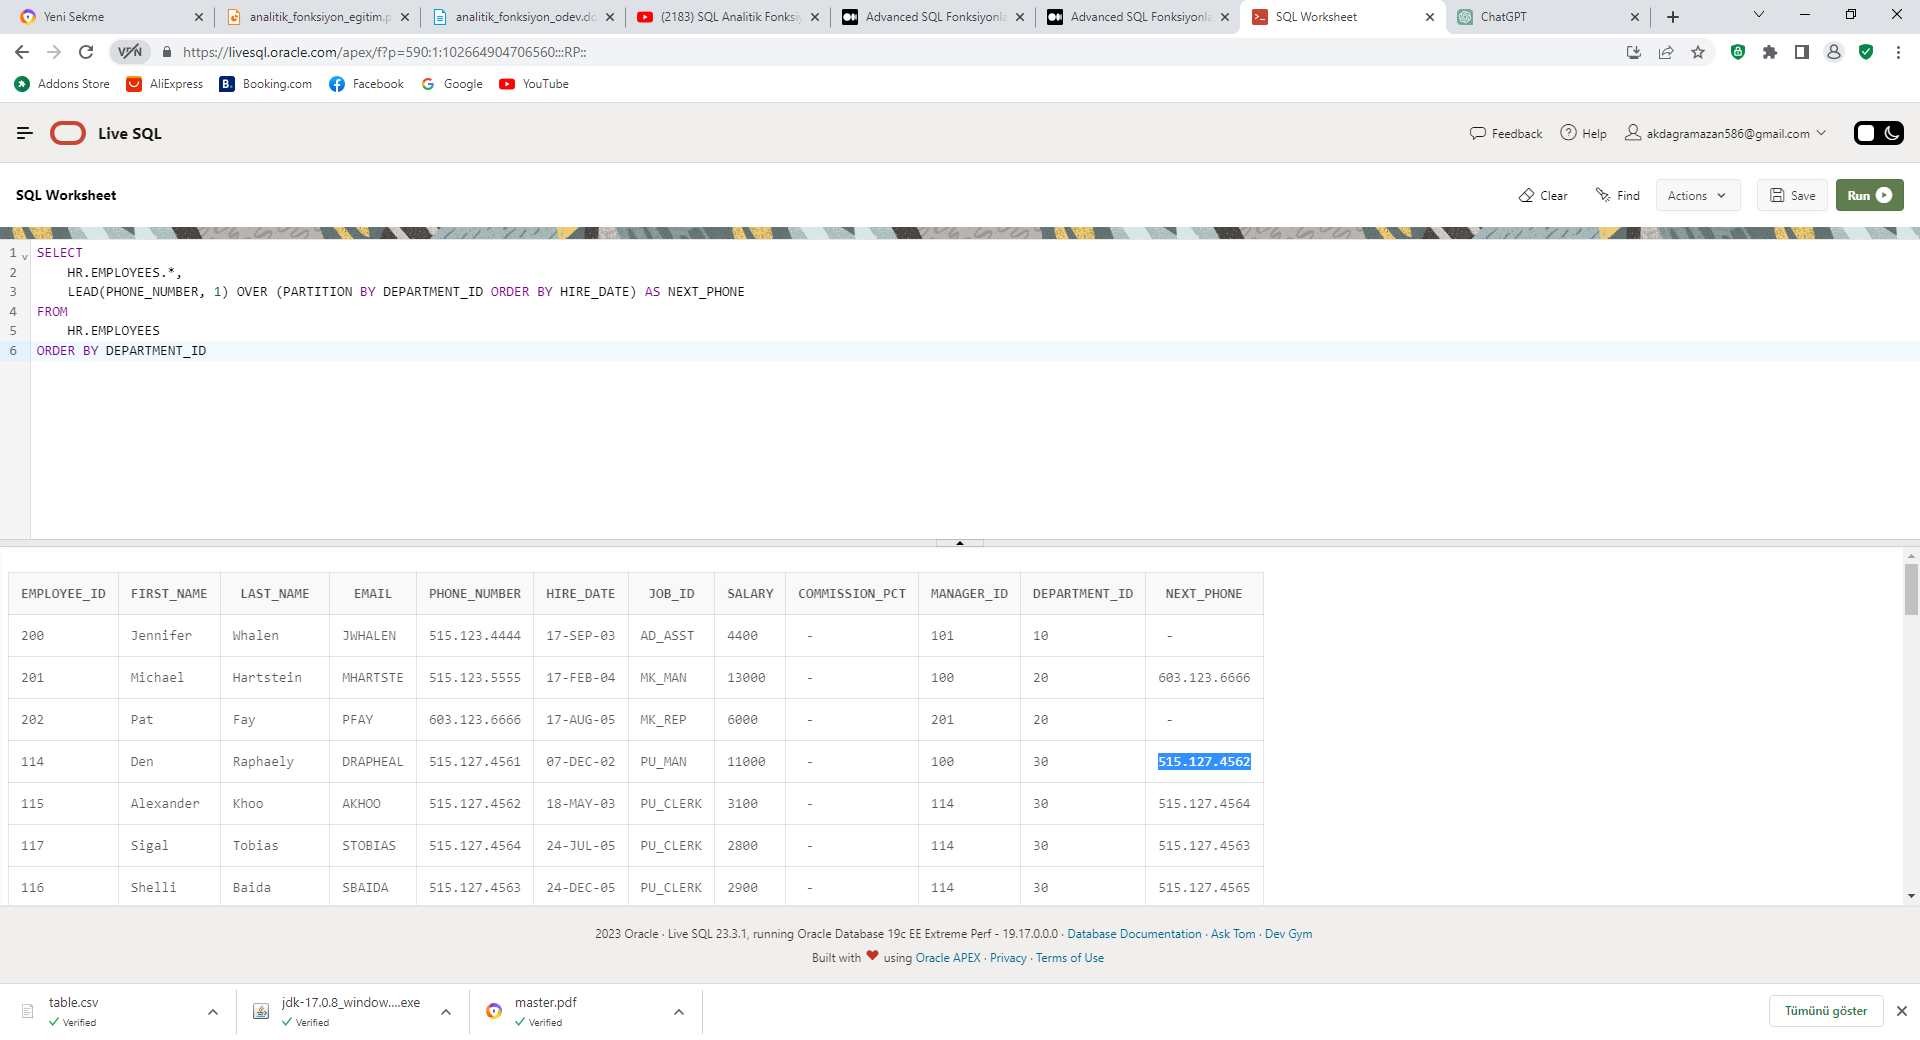 Yeni Sekme
analitik_fonksiyon_egitim.p
analitik_fonksiyon_odev.do
(2183) SQL Analitik Fonksiy
Advanced SQL Fonksiyonla
Advanced SQL Fonksiyonla
SQL Worksheet
ChatGPT
VPN
https://livesql.oracle.com/apex/f?p=590:1:102664904706560:::RP::
Addons Store
AliExpress
B.
Booking.com
Facebook
Google
YouTube
Live SQL
Feedback
Help
akdagramazan586@gmail.com
SQL Worksheet
Clear
Find
Actions
Save
Run
1 SELECT
2 HR.EMPLOYEES.*,
3 LEAD(PHONE_NUMBER, 1) OVER (PARTITION BY DEPARTMENT_ID ORDER BY HIRE_DATE) AS NEXT_PHONE
4 FROM
5 HR.EMPLOYEES
6 ORDER BY DEPARTMENT_ID
EMPLOYEE_ID FIRST_NAME LAST_NAME EMAIL PHONE_NUMBER HIRE_DATE JOB_ID SALARY COMMISSION_PCT MANAGER_ID DEPARTMENT_ID NEXT_PHONE
200 Jennifer Whalen JWHALEN 515.123.4444 17-SEP-03 AD_ASST 4400 - 101 10 -
201 Michael Hartstein MHARTSTE 515.123.5555 17-FEB-04 MK_MAN 13000 - 100 20 603.123.6666
202 Pat Fay PFAY 603.123.6666 17-AUG-05 MK_REP 6000 - 201 20 -
114 Den Raphaely DRAPHEAL 515.127.4561 07-DEC-02 PU_MAN 11000 - 100 30 515.127.4562
115 Alexander Khoo AKHOO 515.127.4562 18-MAY-03 PU_CLERK 3100 - 114 30 515.127.4564
117 Sigal Tobias STOBIAS 515.127.4564 24-JUL-05 PU_CLERK 2800 - 114 30 515.127.4563
116 Shelli Baida SBAIDA 515.127.4563 24-DEC-05 PU_CLERK 2900 - 114 30 515.127.4565
2023 Oracle · Live SQL 23.3.1, running Oracle Database 19c EE Extreme Perf - 19.17.0.0.0 · Database Documentation · Ask Tom · Dev Gym
Built with ❤ using Oracle APEX · Privacy · Terms of Use
table.csv
Verified
jdk-17.0.8_window....exe
Verified
master.pdf
Verified
Tümünü göster